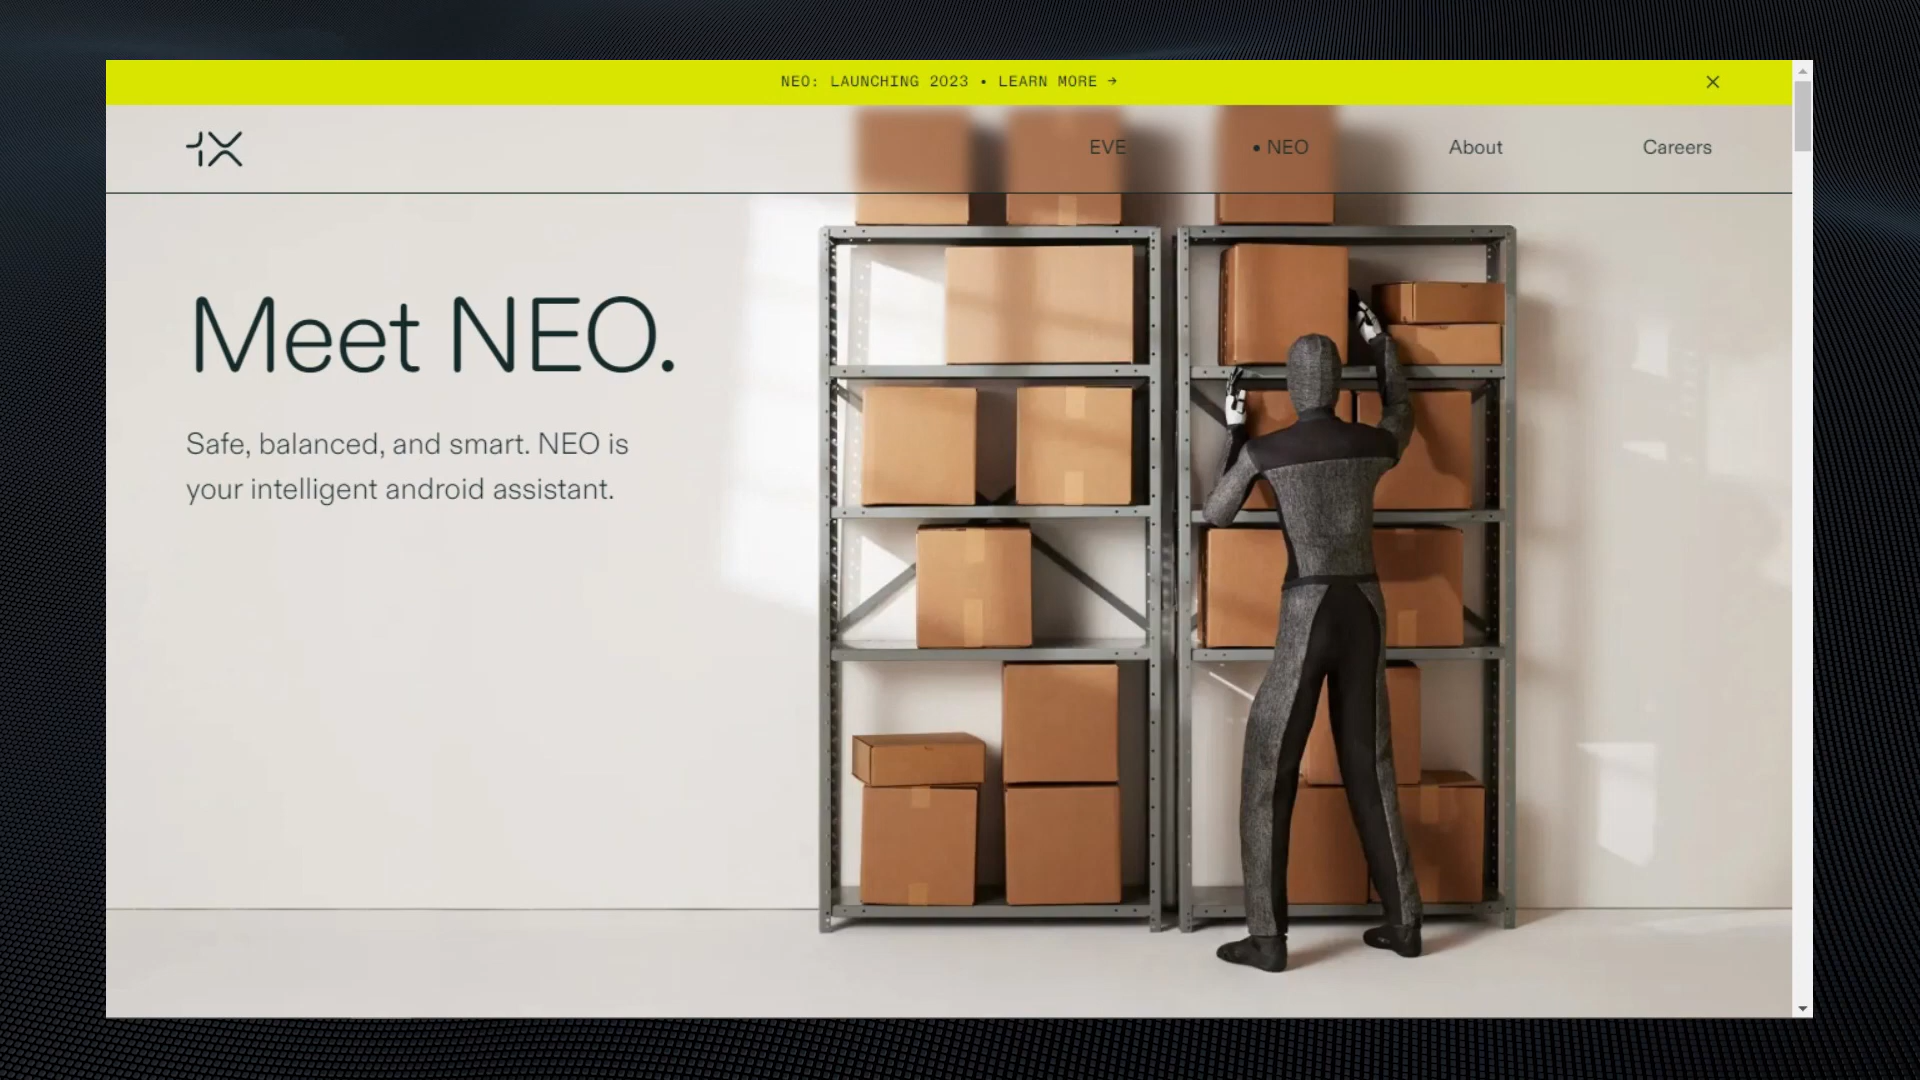 NEO: LAUNCHING 2023 • LEARN MORE →
1X
EVE
• NEO
About
Careers
Meet NEO.
Safe, balanced, and smart. NEO is
your intelligent android assistant.